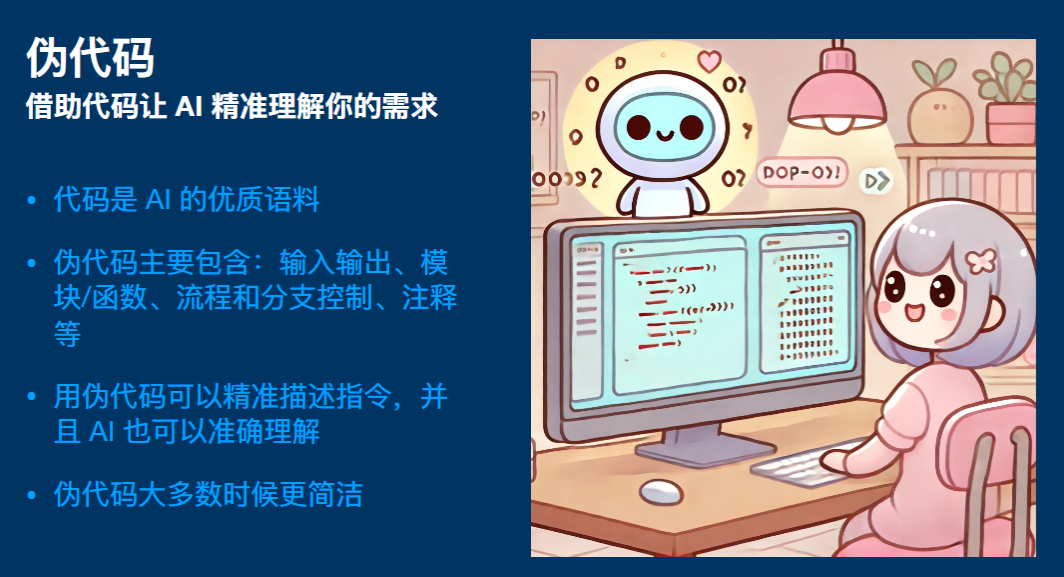 伪代码
借助代码让 AI 精准理解你的需求
• 代码是 AI 的优质语料
• 伪代码主要包含：输入输出、模
块/函数、流程和分支控制、注释
等
• 用伪代码可以精准描述指令，并
且 AI 也可以准确理解
• 伪代码大多数时候更简洁
DOP-O)!